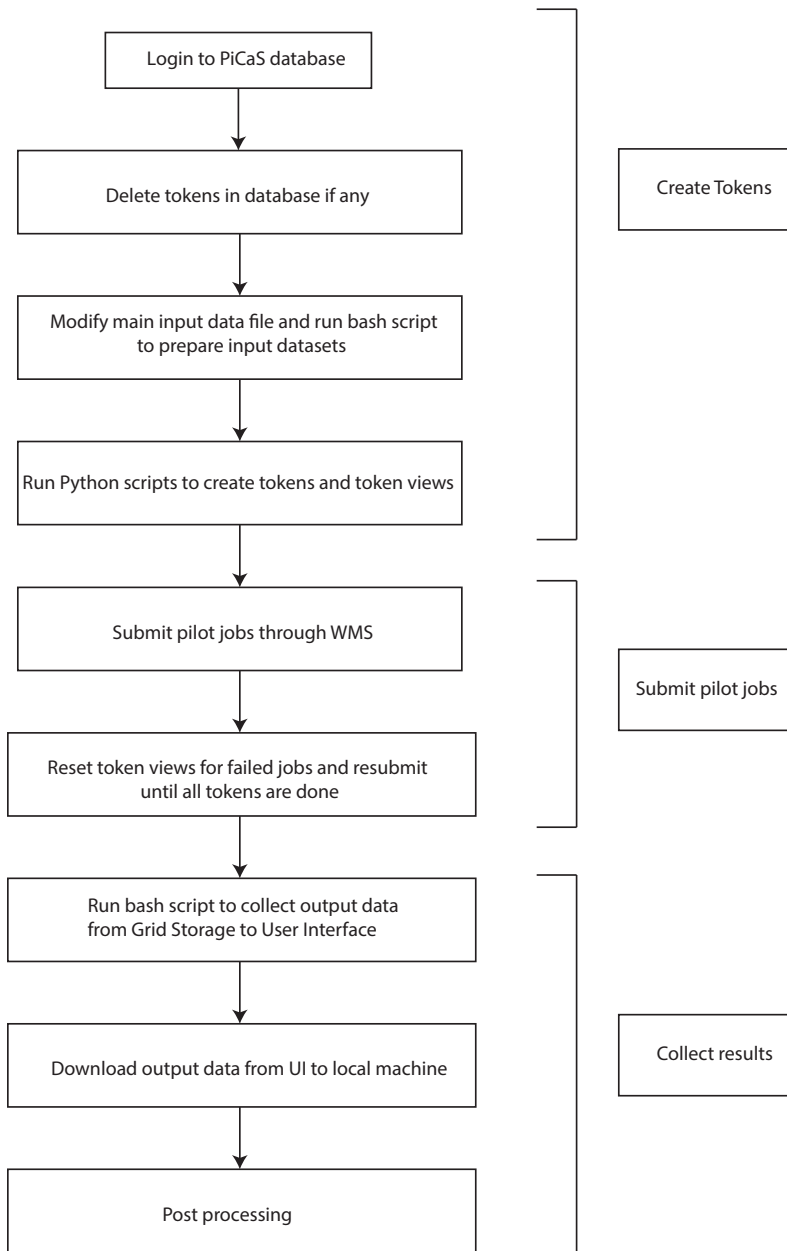 Login to PiCaS database
Delete tokens in database if any
Modify main input data file and run bash script
to prepare input datasets
Run Python scripts to create tokens and token views
Create Tokens
Submit pilot jobs through WMS
Reset token views for failed jobs and resubmit
until all tokens are done
Submit pilot jobs
Run bash script to collect output data
from Grid Storage to User Interface
Download output data from UI to local machine
Post processing
Collect results